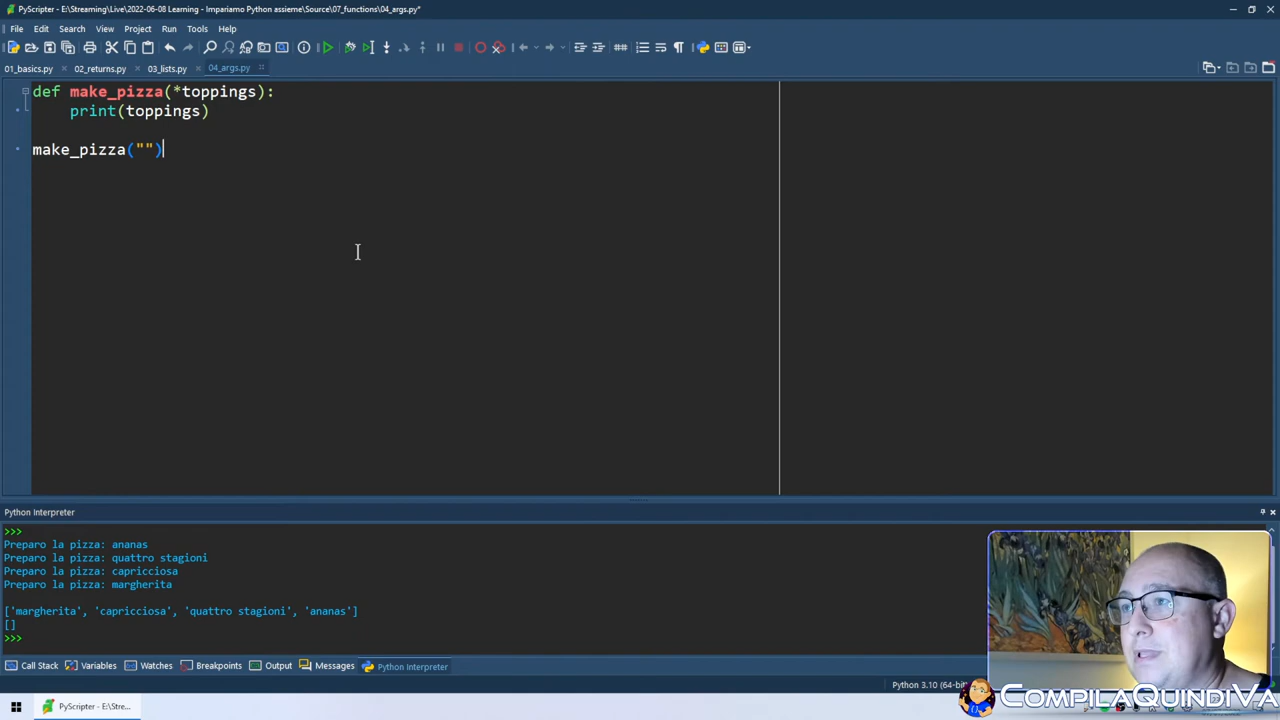 PyScripter - E:\Streaming\Live\2022-06-08 Learning - Impariamo Python assieme\Source\07_functions\04_args.py*
File Edit Search View Project Run Tools Help
01_basics.py 02_returns.py 03_lists.py 04_args.py
def make_pizza(*toppings):
print(toppings)
make_pizza("")
Python Interpreter
>>>
Preparo la pizza: ananas
Preparo la pizza: quattro stagioni
Preparo la pizza: capricciosa
Preparo la pizza: margherita
['margherita', 'capricciosa', 'quattro stagioni', 'ananas']
[]
>>>
Call Stack Variables Watches Breakpoints Output Messages Python Interpreter
Python 3.10 (64-bit)
PyScripter - E:\Stre...
COMPILAQUINDIVA